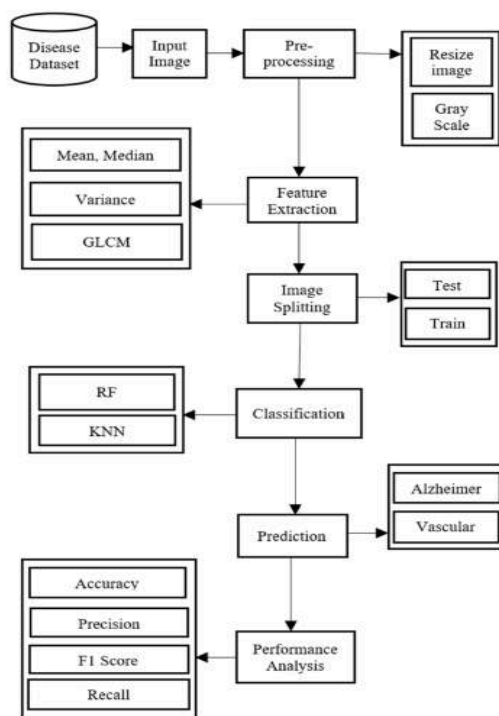 Disease
Dataset
Input
Image
Pre-
processing
Resize
image
Gray
Scale
Mean, Median
Variance
GLCM
Feature
Extraction
Image
Splitting
Test
Train
RF
KNN
Classification
Alzheimer
Vascular
Prediction
Accuracy
Precision
F1 Score
Recall
Performance
Analysis